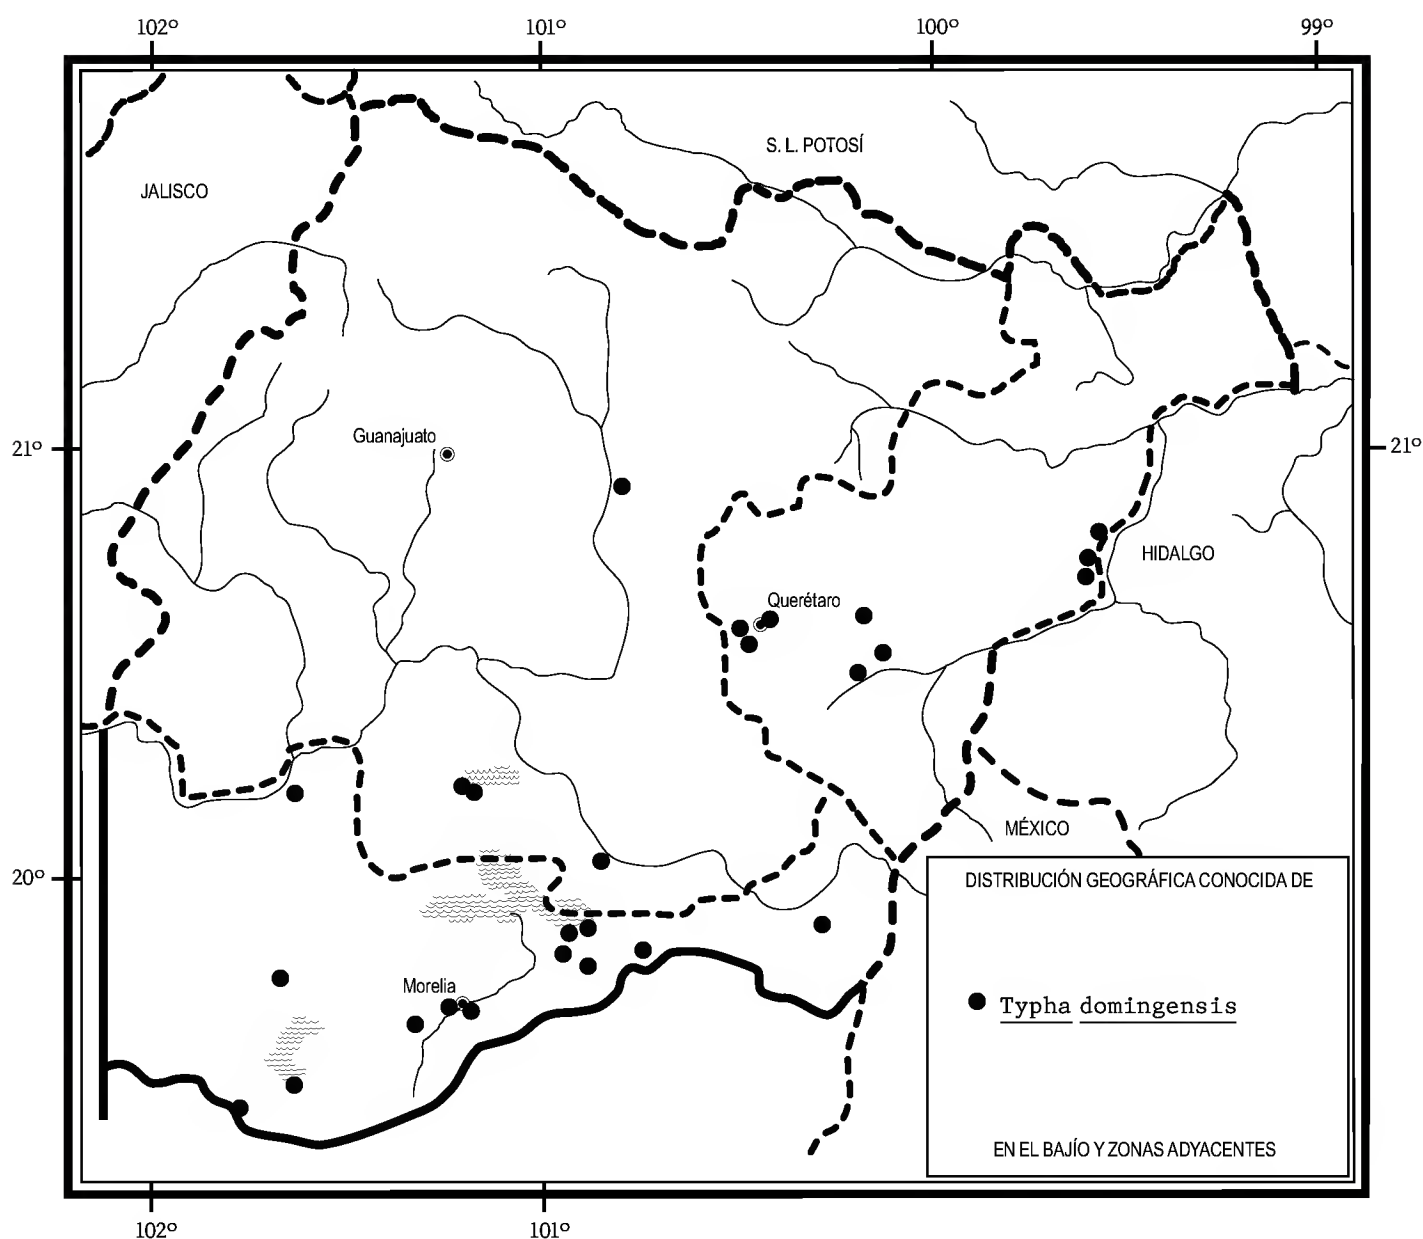 102º 101º 100º 99º
S. L. POTOSÍ
JALISCO
Guanajuato
21º 21º
HIDALGO
Querétaro
MÉXICO
20º
DISTRIBUCIÓN GEOGRÁFICA CONOCIDA DE
Morelia
Typha domingensis
EN EL BAJÍO Y ZONAS ADYACENTES
102º 101º